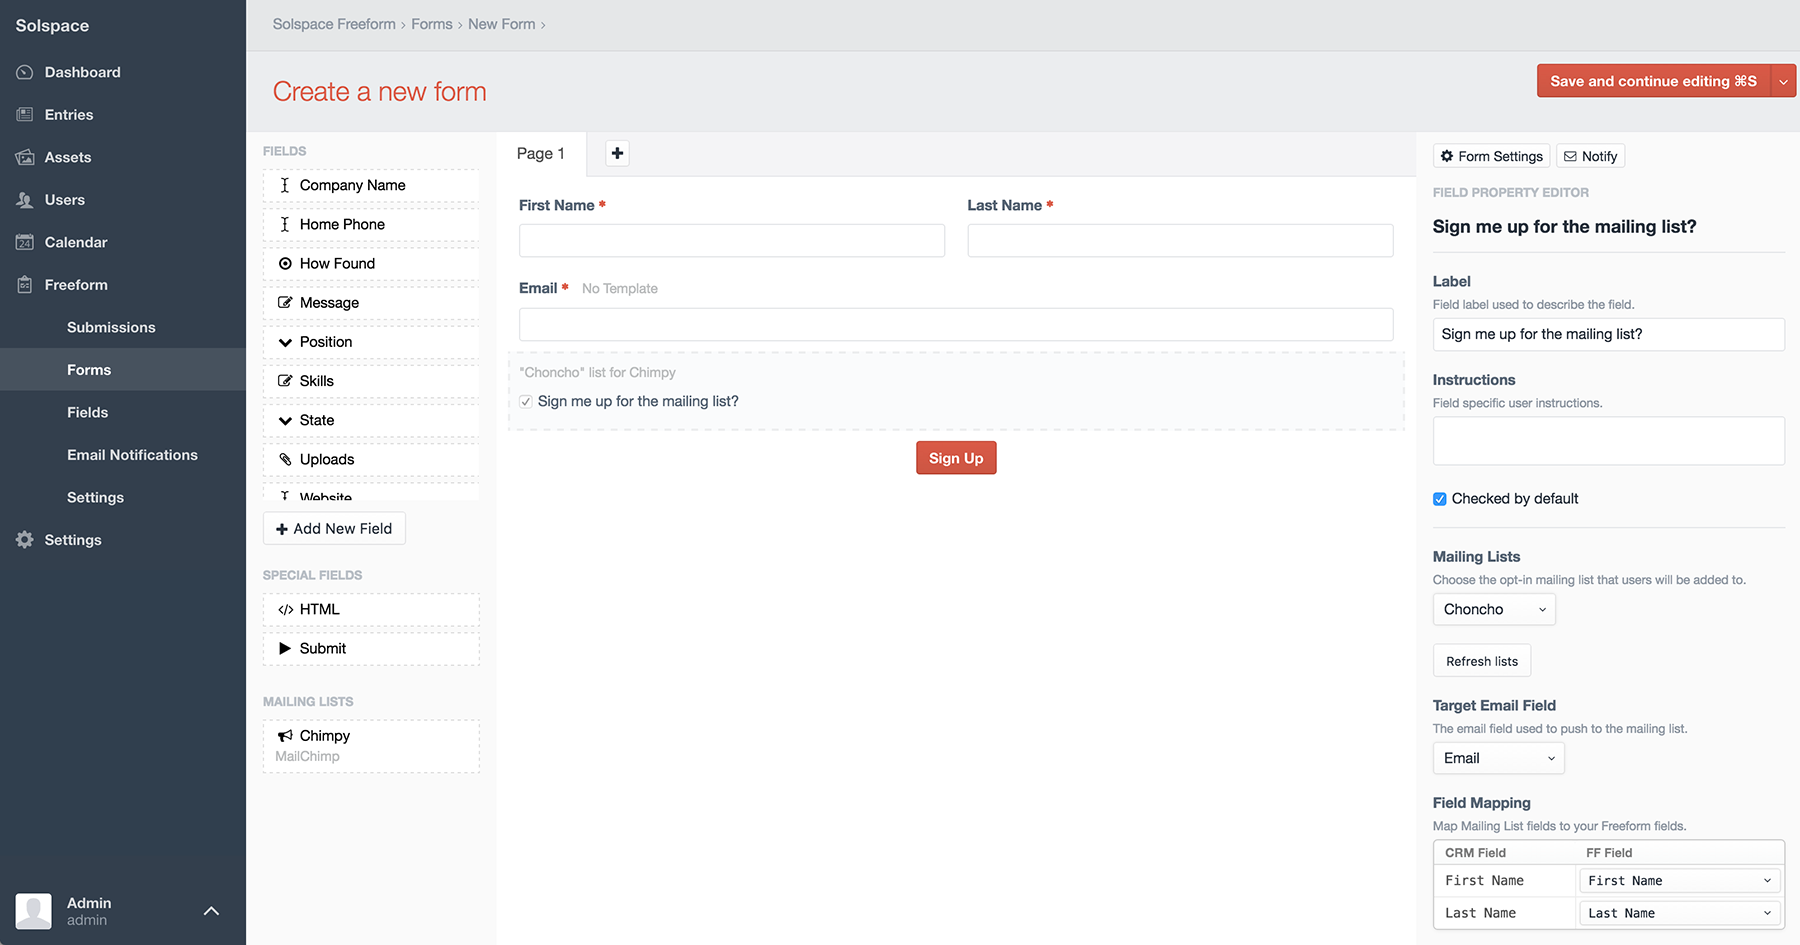 Solspace
Dashboard
Entries
Assets
Users
24 Calendar
Freeform
Submissions
Forms
Fields
Email Notifications
Settings
Settings
Admin
admin
Solspace Freeform › Forms › New Form ›
Create a new form
Save and continue editing ⌘S
FIELDS
Company Name
Home Phone
How Found
Message
Position
Skills
State
Uploads
Website
Add New Field
SPECIAL FIELDS
</> HTML
Submit
MAILING LISTS
Chimpy
MailChimp
Page 1
First Name *
Last Name *
Email * No Template
"Choncho" list for Chimpy
Sign me up for the mailing list?
Sign Up
Form Settings
Notify
FIELD PROPERTY EDITOR
Sign me up for the mailing list?
Label
Field label used to describe the field.
Sign me up for the mailing list?
Instructions
Field specific user instructions.
Checked by default
Mailing Lists
Choose the opt-in mailing list that users will be added to.
Choncho
Refresh lists
Target Email Field
The email field used to push to the mailing list.
Email
Field Mapping
Map Mailing List fields to your Freeform fields.
CRM Field FF Field
First Name First Name
Last Name Last Name